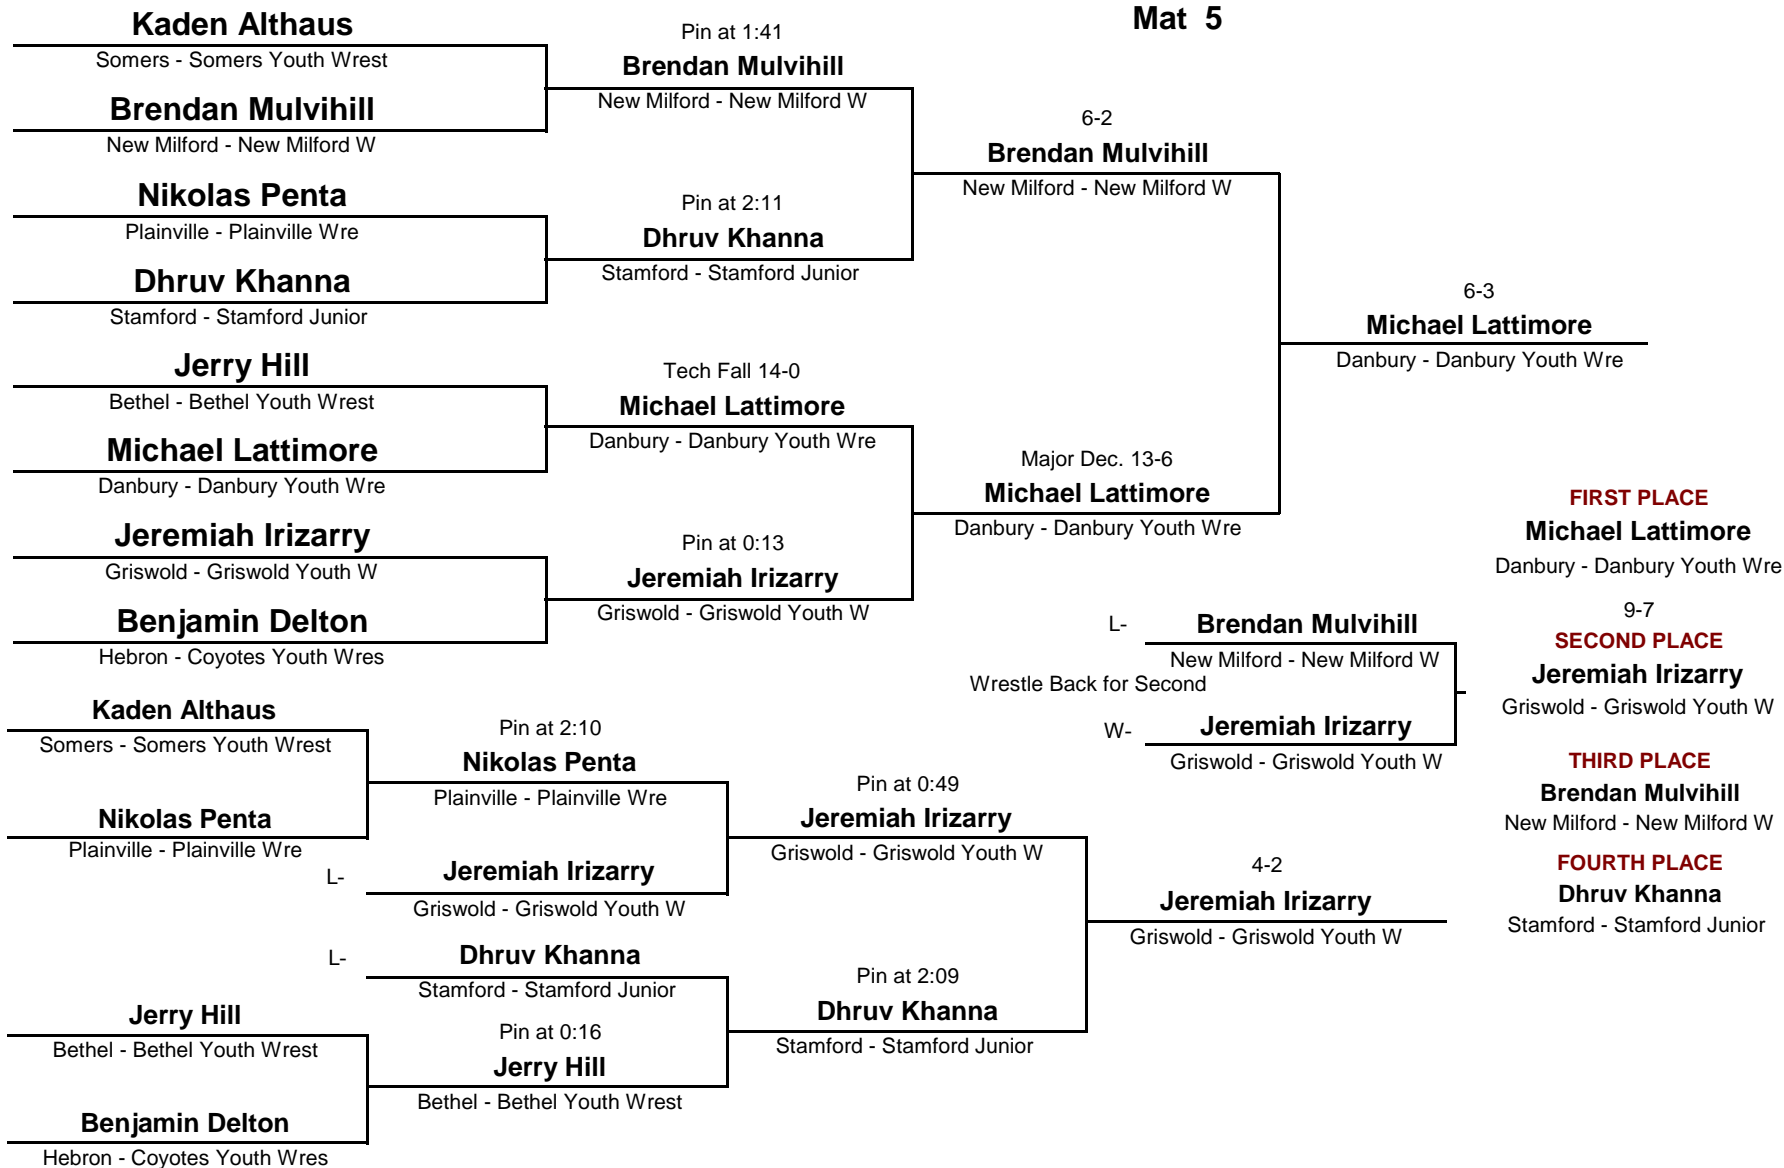 Mat 5
Kaden Althaus
Somers - Somers Youth Wrest
Brendan Mulvihill
New Milford - New Milford W
Nikolas Penta
Plainville - Plainville Wre
Dhruv Khanna
Stamford - Stamford Junior
Jerry Hill
Bethel - Bethel Youth Wrest
Michael Lattimore
Danbury - Danbury Youth Wre
Jeremiah Irizarry
Griswold - Griswold Youth W
Benjamin Delton
Hebron - Coyotes Youth Wres
Pin at 1:41
Brendan Mulvihill
New Milford - New Milford W
Pin at 2:11
Dhruv Khanna
Stamford - Stamford Junior
Tech Fall 14-0
Michael Lattimore
Danbury - Danbury Youth Wre
Pin at 0:13
Jeremiah Irizarry
Griswold - Griswold Youth W
6-2
Brendan Mulvihill
New Milford - New Milford W
Major Dec. 13-6
Michael Lattimore
Danbury - Danbury Youth Wre
6-3
Michael Lattimore
Danbury - Danbury Youth Wre
FIRST PLACE
Michael Lattimore
Danbury - Danbury Youth Wre
L-
Brendan Mulvihill
New Milford - New Milford W
Wrestle Back for Second
W-
Jeremiah Irizarry
Griswold - Griswold Youth W
9-7
SECOND PLACE
Jeremiah Irizarry
Griswold - Griswold Youth W
THIRD PLACE
Brendan Mulvihill
New Milford - New Milford W
FOURTH PLACE
Dhruv Khanna
Stamford - Stamford Junior
Kaden Althaus
Somers - Somers Youth Wrest
Nikolas Penta
Plainville - Plainville Wre
Jerry Hill
Bethel - Bethel Youth Wrest
Benjamin Delton
Hebron - Coyotes Youth Wres
Pin at 2:10
Nikolas Penta
Plainville - Plainville Wre
L-
Jeremiah Irizarry
Griswold - Griswold Youth W
L-
Dhruv Khanna
Stamford - Stamford Junior
Pin at 0:16
Jerry Hill
Bethel - Bethel Youth Wrest
Pin at 0:49
Jeremiah Irizarry
Griswold - Griswold Youth W
Pin at 2:09
Dhruv Khanna
Stamford - Stamford Junior
4-2
Jeremiah Irizarry
Griswold - Griswold Youth W